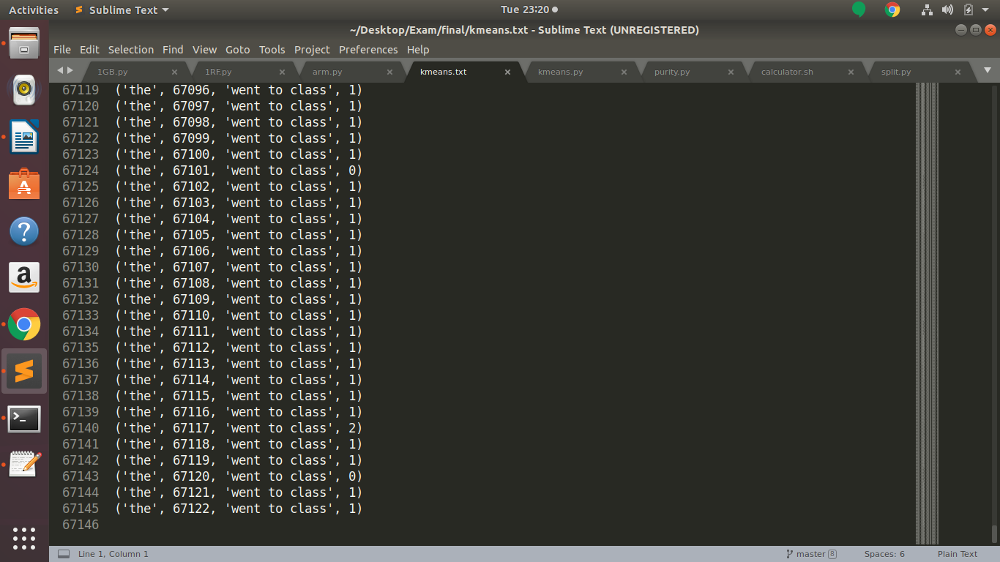 Activities Sublime Text Tue 23:20
~/Desktop/Exam/final/kmeans.txt - Sublime Text (UNREGISTERED)
File Edit Selection Find View Goto Tools Project Preferences Help
1GB.py 1RF.py arm.py kmeans.txt kmeans.py purity.py calculator.sh split.py
67119 ('the', 67096, 'went to class', 1)
67120 ('the', 67097, 'went to class', 1)
67121 ('the', 67098, 'went to class', 1)
67122 ('the', 67099, 'went to class', 1)
67123 ('the', 67100, 'went to class', 1)
67124 ('the', 67101, 'went to class', 0)
67125 ('the', 67102, 'went to class', 1)
67126 ('the', 67103, 'went to class', 1)
67127 ('the', 67104, 'went to class', 1)
67128 ('the', 67105, 'went to class', 1)
67129 ('the', 67106, 'went to class', 1)
67130 ('the', 67107, 'went to class', 1)
67131 ('the', 67108, 'went to class', 1)
67132 ('the', 67109, 'went to class', 1)
67133 ('the', 67110, 'went to class', 1)
67134 ('the', 67111, 'went to class', 1)
67135 ('the', 67112, 'went to class', 1)
67136 ('the', 67113, 'went to class', 1)
67137 ('the', 67114, 'went to class', 1)
67138 ('the', 67115, 'went to class', 1)
67139 ('the', 67116, 'went to class', 1)
67140 ('the', 67117, 'went to class', 2)
67141 ('the', 67118, 'went to class', 1)
67142 ('the', 67119, 'went to class', 1)
67143 ('the', 67120, 'went to class', 0)
67144 ('the', 67121, 'went to class', 1)
67145 ('the', 67122, 'went to class', 1)
67146
Line 1, Column 1 master 8 Spaces: 6 Plain Text